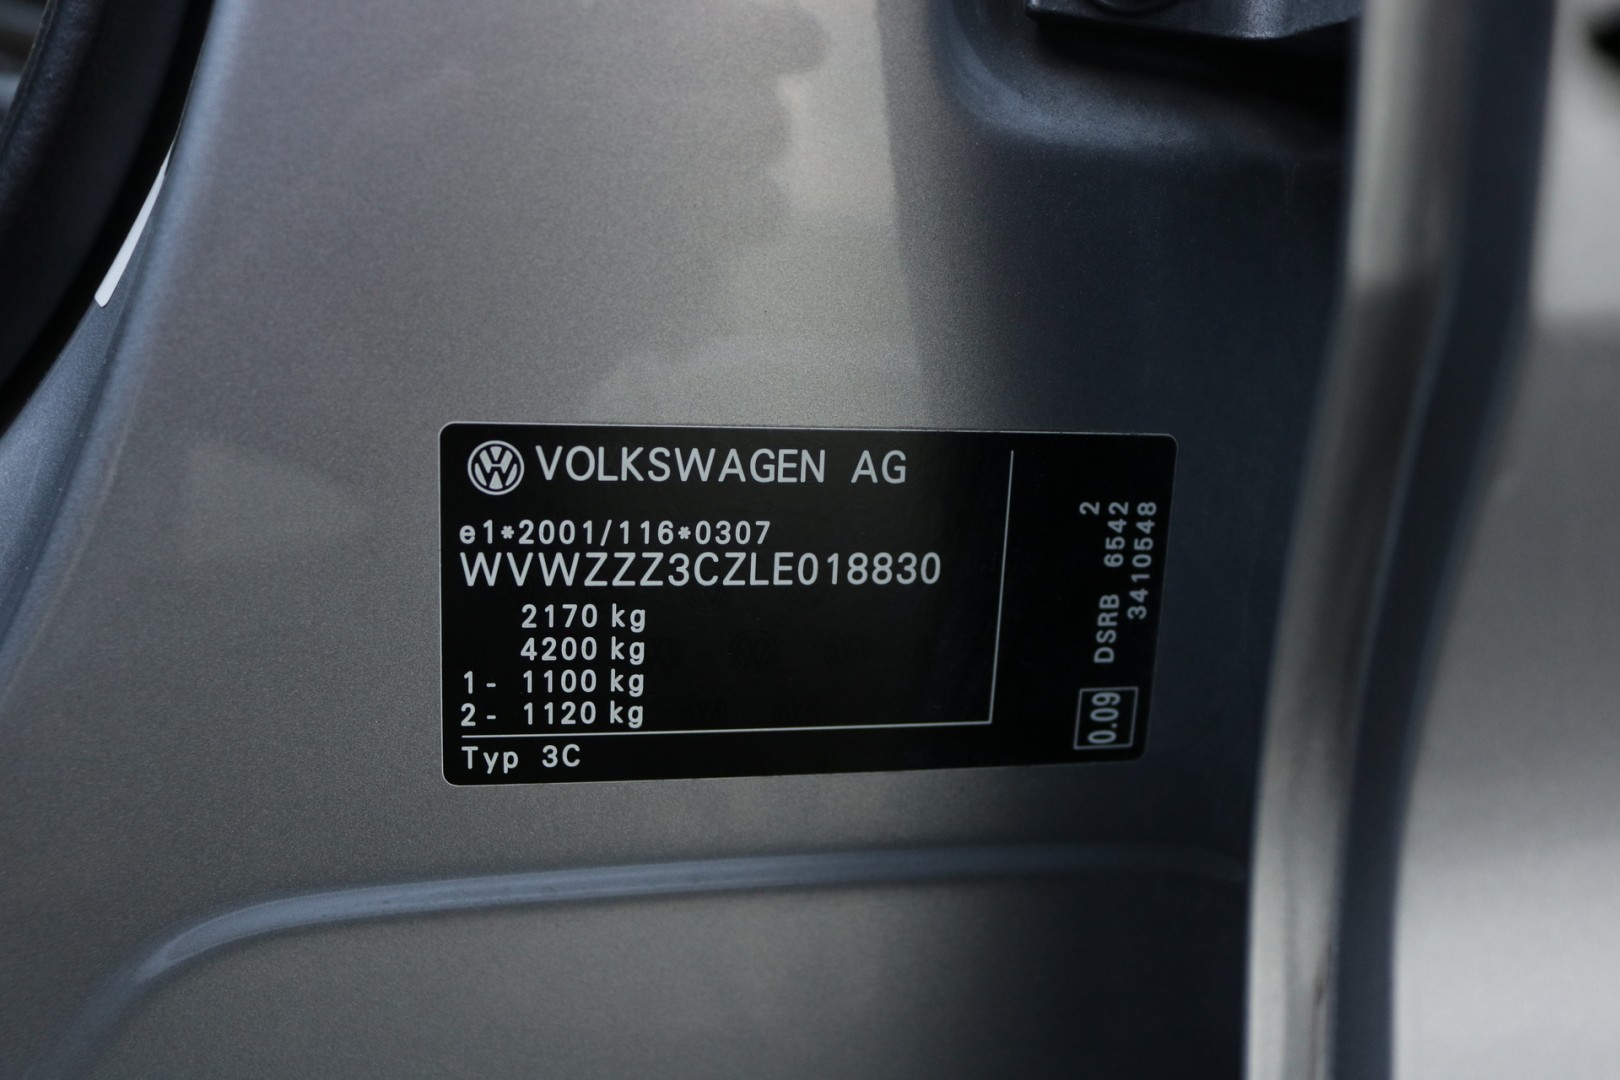 VOLKSWAGEN AG
e1*2001/116*0307
WVWZZZ3CZLE018830
2170 kg
4200 kg
1- 1100 kg
2- 1120 kg
Typ 3C
2
DSRB 6542
3410548
0.09